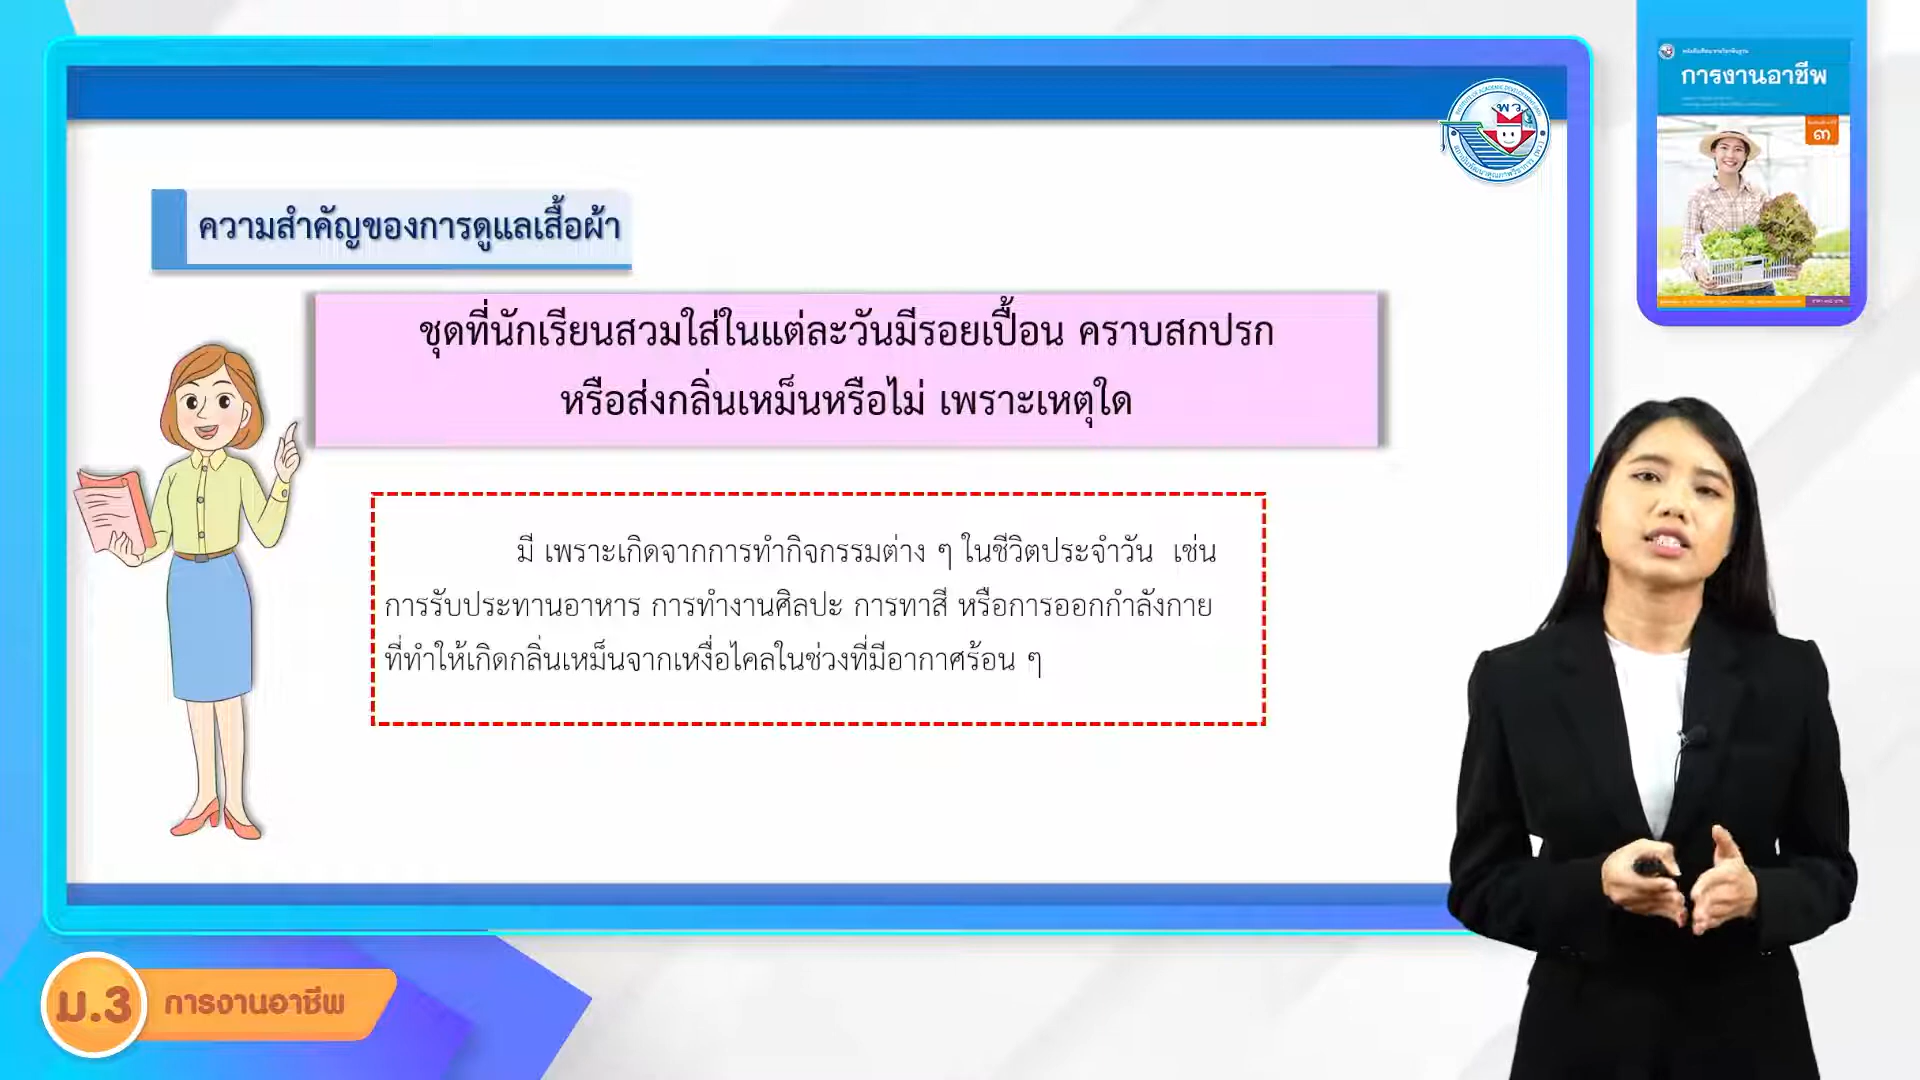 ความสำคัญของการดูแลเสื้อผ้า
ชุดที่นักเรียนสวมใส่ในแต่ละวันมีรอยเปื้อน คราบสกปรก
หรือส่งกลิ่นเหม็นหรือไม่ เพราะเหตุใด
มี เพราะเกิดจากการทำกิจกรรมต่าง ๆ ในชีวิตประจำวัน เช่น
การรับประทานอาหาร การทำงานศิลปะ การทาสี หรือการออกกำลังกาย
ที่ทำให้เกิดกลิ่นเหม็นจากเหงื่อไคลในช่วงที่มีอากาศร้อน ๆ
พว.
การงานอาชีพ
๓
ม.3 การงานอาชีพ